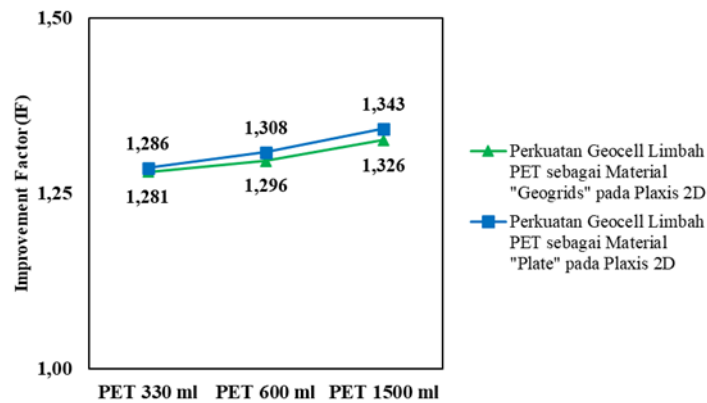 1,50
1,343
1,308
1,286
1,326
1,296
1,281
1,25
1,00
Improvement Factor (IF)
PET 330 ml PET 600 ml PET 1500 ml
Perkuatan Geocell Limbah
PET sebagai Material
"Geogrids" pada Plaxis 2D
Perkuatan Geocell Limbah
PET sebagai Material
"Plate" pada Plaxis 2D